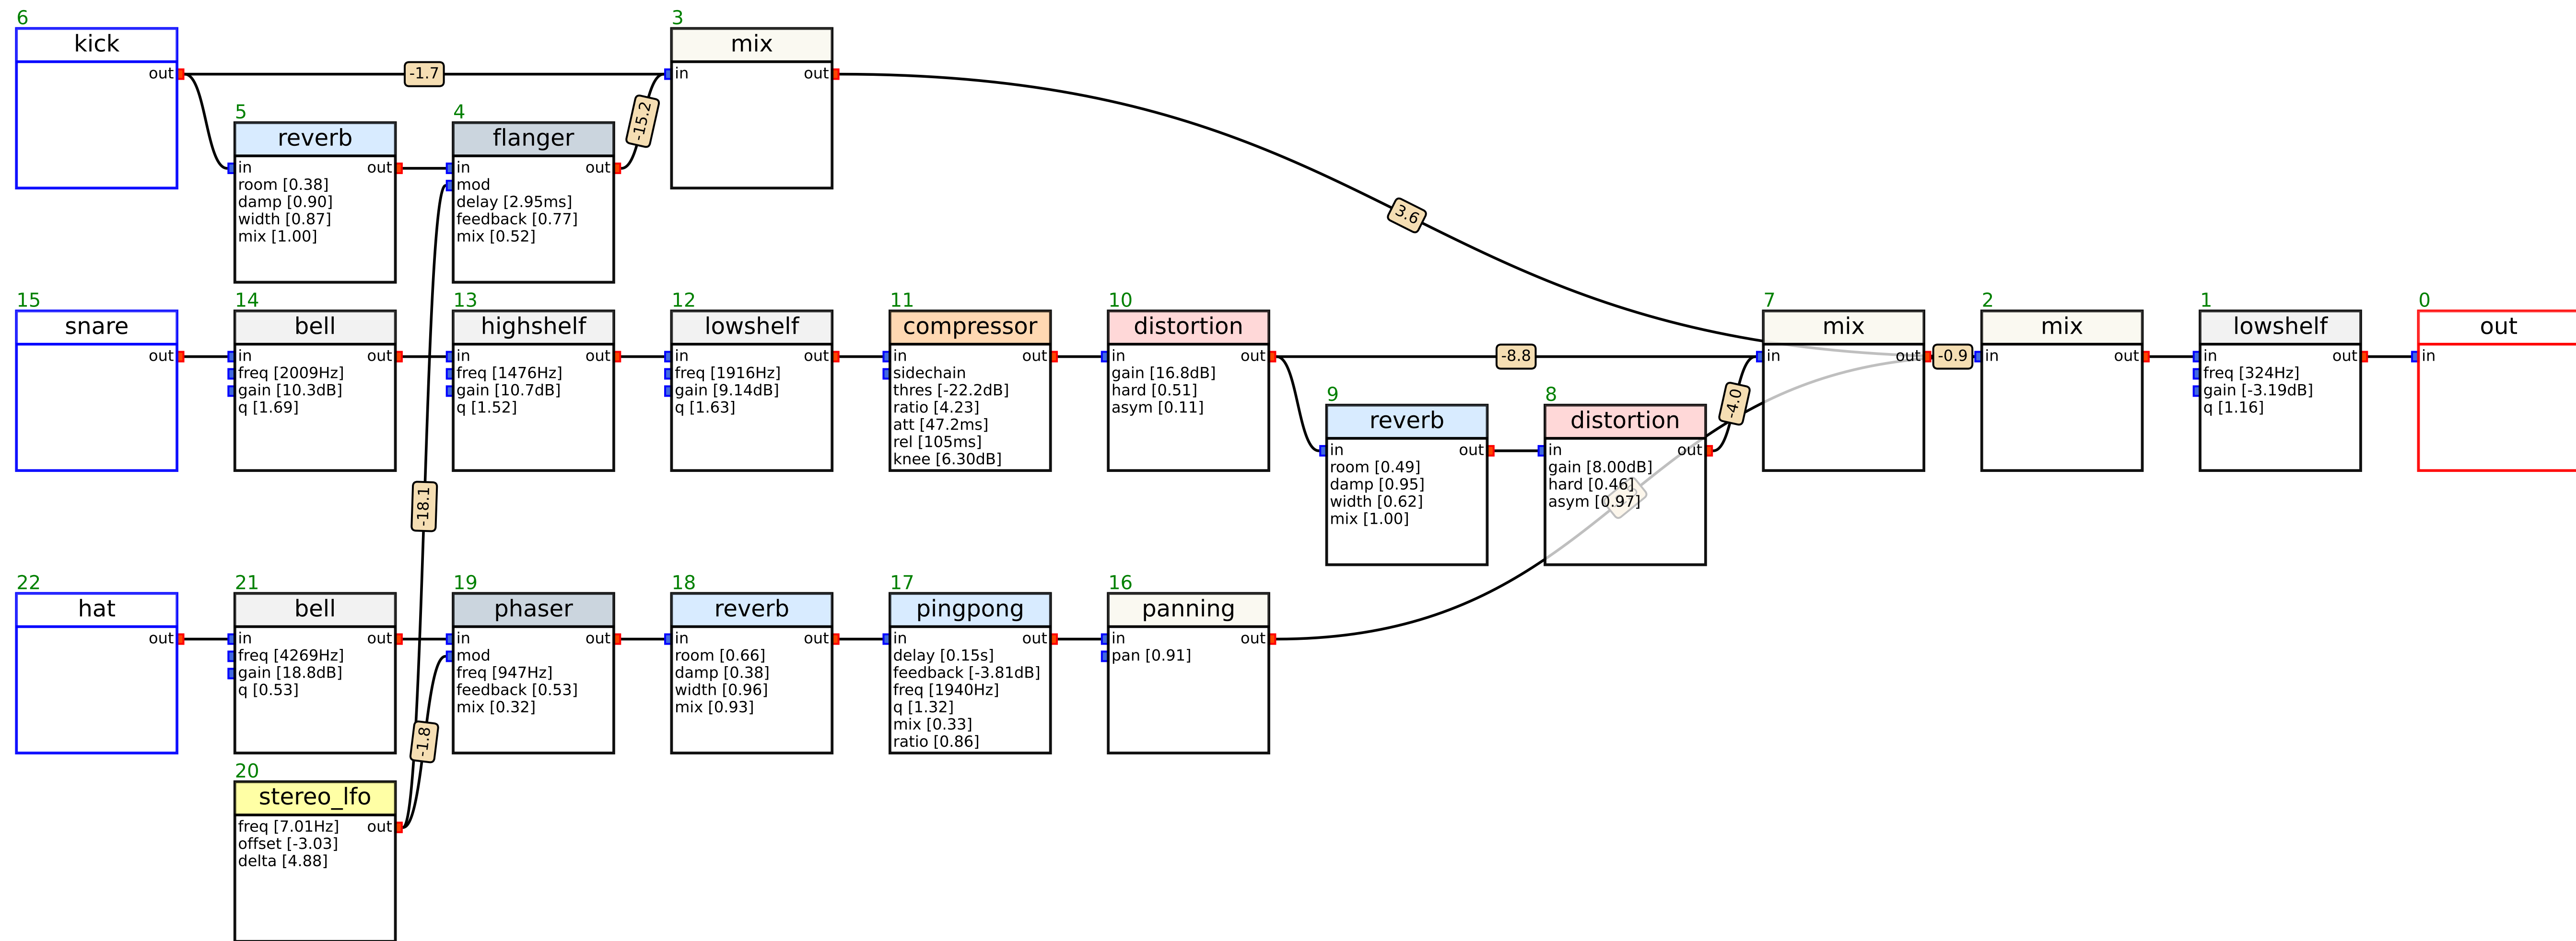 6
kick
out
-1.7
3
mix
in out
5
reverb
in out
room [0.38]
damp [0.90]
width [0.87]
mix [1.00]
4
flanger
in out
mod
delay [2.95ms]
feedback [0.77]
mix [0.52]
-15.2
3.6
15
snare
out
14
bell
in out
freq [2009Hz]
gain [10.3dB]
q [1.69]
13
highshelf
in out
freq [1476Hz]
gain [10.7dB]
q [1.52]
12
lowshelf
in out
freq [1916Hz]
gain [9.14dB]
q [1.63]
11
compressor
in out
sidechain
thres [-22.2dB]
ratio [4.23]
att [47.2ms]
rel [105ms]
knee [6.30dB]
10
distortion
in out
gain [16.8dB]
hard [0.51]
asym [0.11]
-8.8
9
reverb
in out
room [0.49]
damp [0.95]
width [0.62]
mix [1.00]
8
distortion
in out
gain [8.00dB]
hard [0.46]
asym [0.97]
-4.0
7
mix
in out
-0.9
2
mix
in out
1
lowshelf
in out
freq [324Hz]
gain [-3.19dB]
q [1.16]
0
out
in
-18.1
22
hat
out
21
bell
in out
freq [4269Hz]
gain [18.8dB]
q [0.53]
19
phaser
in out
mod
freq [947Hz]
feedback [0.53]
mix [0.32]
18
reverb
in out
room [0.66]
damp [0.38]
width [0.96]
mix [0.93]
17
pingpong
in out
delay [0.15s]
feedback [-3.81dB]
freq [1940Hz]
q [1.32]
mix [0.33]
ratio [0.86]
16
panning
in out
pan [0.91]
-1.8
20
stereo_lfo
freq [7.01Hz] out
offset [-3.03]
delta [4.88]